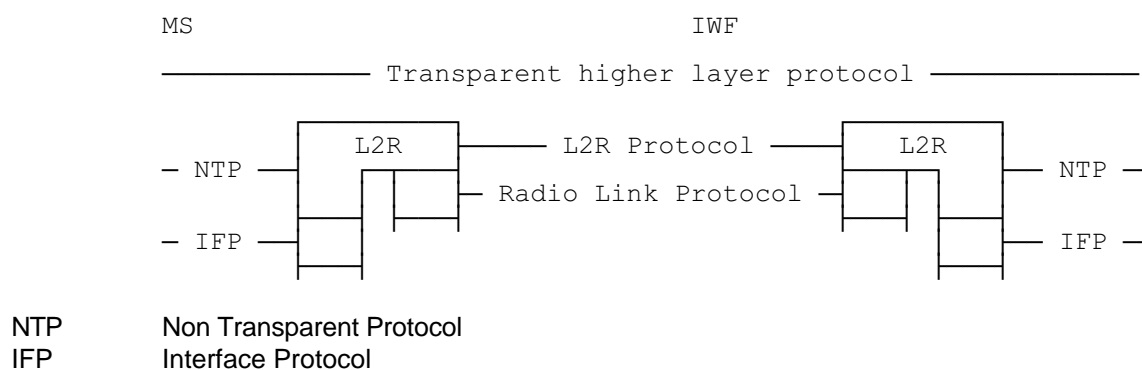 MS IWF
Transparent higher layer protocol
L2R L2R Protocol L2R
NTP NTP
Radio Link Protocol
IFP IFP
NTP Non Transparent Protocol
IFP Interface Protocol